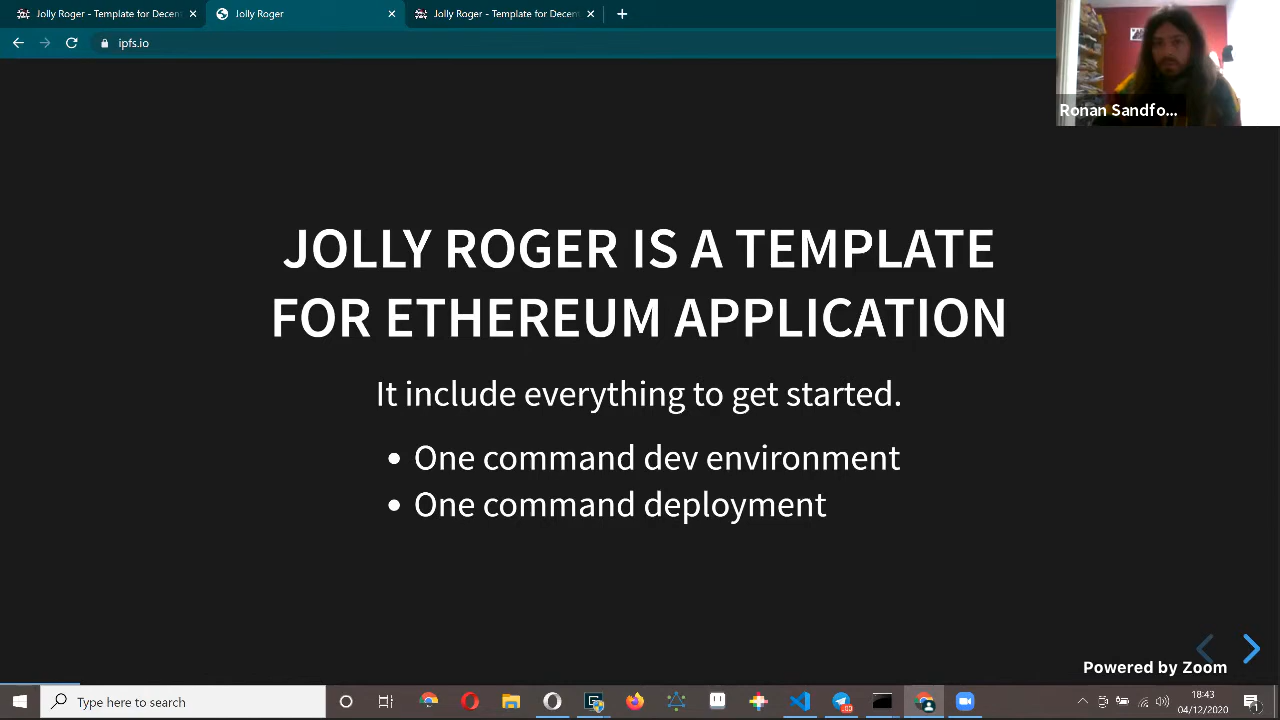 Jolly Roger - Template for Decen
Jolly Roger
Jolly Roger - Template for Decen
ipfs.io
Ronan Sandfo...
JOLLY ROGER IS A TEMPLATE
FOR ETHEREUM APPLICATION
It include everything to get started.
• One command dev environment
• One command deployment
Powered by Zoom
Type here to search
18:43
04/12/2020